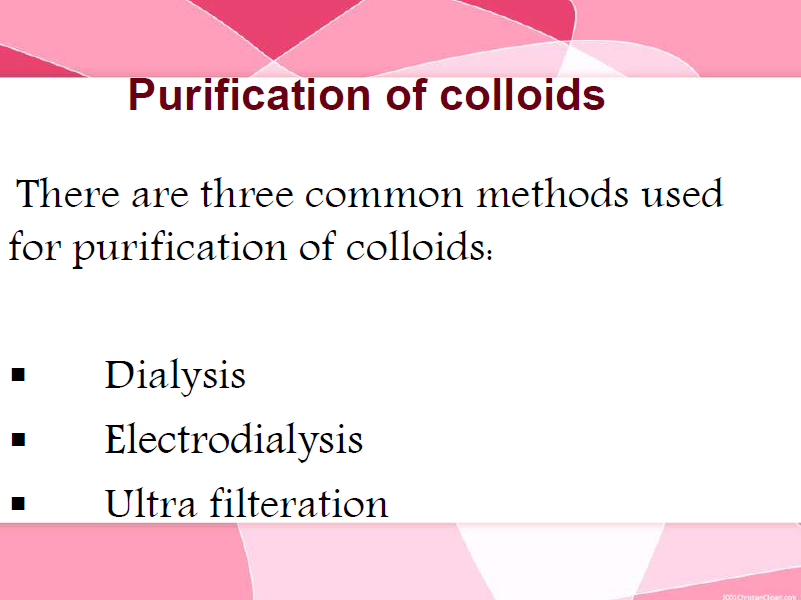 Purification of colloids
There are three common methods used
for purification of colloids:
▪ Dialysis
▪ Electrodialysis
▪ Ultra filteration